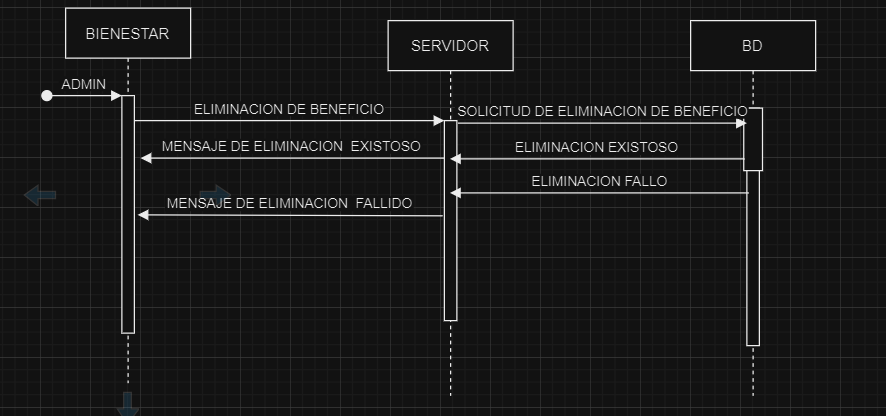 BIENESTAR
SERVIDOR
BD
ADMIN
ELIMINACION DE BENEFICIO
SOLICITUD DE ELIMINACION DE BENEFICIO
MENSAJE DE ELIMINACION EXISTOSO
ELIMINACION EXISTOSO
ELIMINACION FALLO
MENSAJE DE ELIMINACION FALLIDO